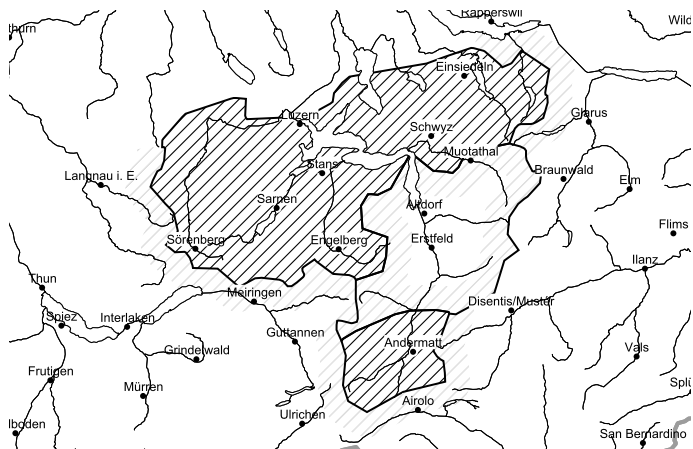 Rapperswil
Wild
thurn
Einsiedeln
Luzern
Glarus
Schwyz
Muotathal
Stans
Braunwald
Langnau i. E.
Elm
Sarnen
Altdorf
Flims
Sörenberg
Engelberg
Erstfeld
Ilanz
Thun
Meiringen
Disentis/Muster
Spiez
Interlaken
Guttannen
Andermatt
Vals
Grindelwald
Frutigen
Mürren
Splü
Airolo
Ulrichen
lboden
San Bernardino